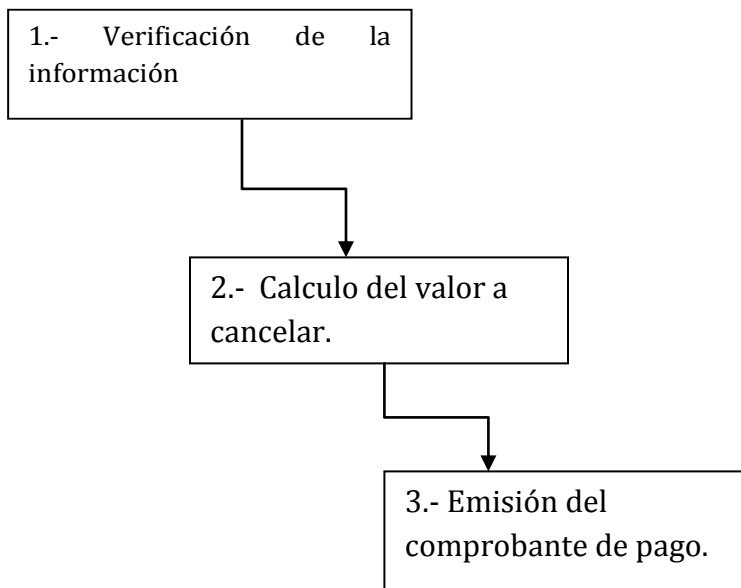 1.- Verificación de la
información
2.- Calculo del valor a
cancelar.
3.- Emisión del
comprobante de pago.